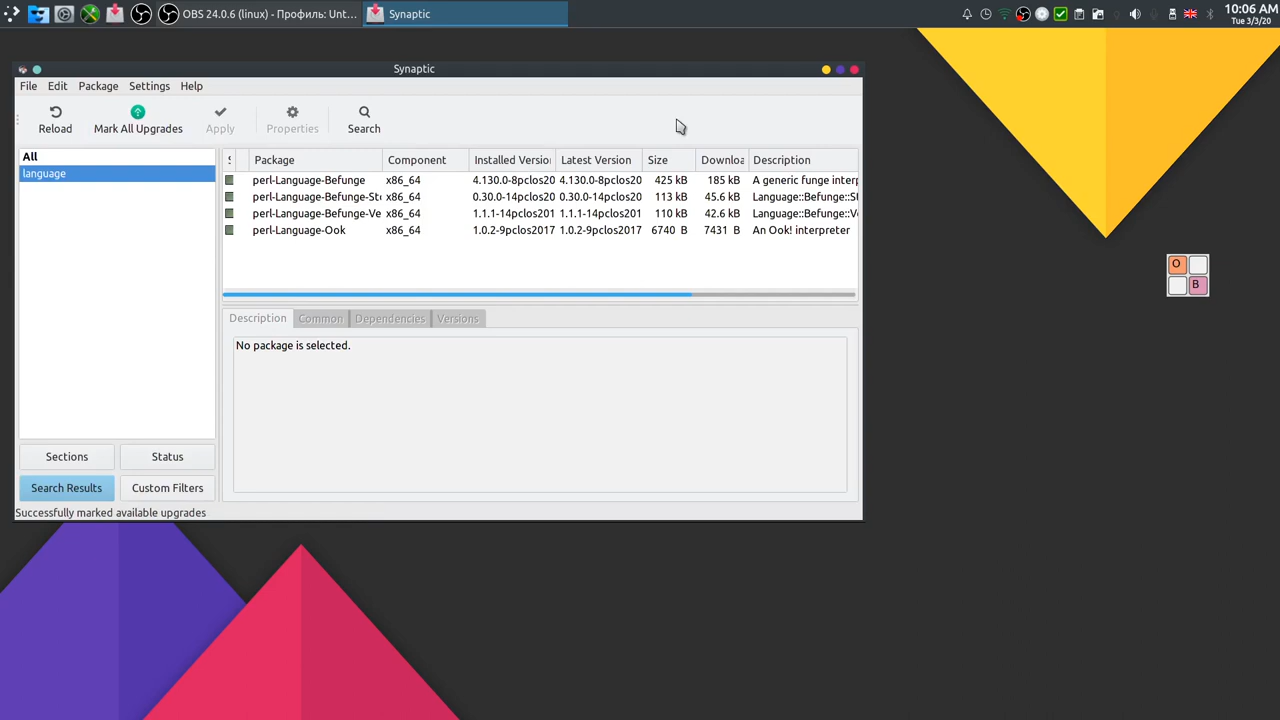 OBS 24.0.6 (linux) - Профиль: Unt...
Synaptic
10:06 AM
Tue 3/3/20
Synaptic
File Edit Package Settings Help
Reload Mark All Upgrades Apply Properties Search
All
language
S Package Component Installed Versio Latest Version Size Downloa Description
perl-Language-Befunge x86_64 4.130.0-8pclos20 4.130.0-8pclos20 425 kB 185 kB A generic funge inter
perl-Language-Befunge-Sto x86_64 0.30.0-14pclos201 0.30.0-14pclos20 113 kB 45.6 kB Language::Befunge::St
perl-Language-Befunge-Ve x86_64 1.1.1-14pclos201 1.1.1-14pclos201 110 kB 42.6 kB Language::Befunge::Ve
perl-Language-Ook x86_64 1.0.2-9pclos2017 1.0.2-9pclos2017 6740 B 7431 B An Ook! interpreter
Description Common Dependencies Versions
No package is selected.
Sections Status
Search Results Custom Filters
Successfully marked available upgrades
O
B